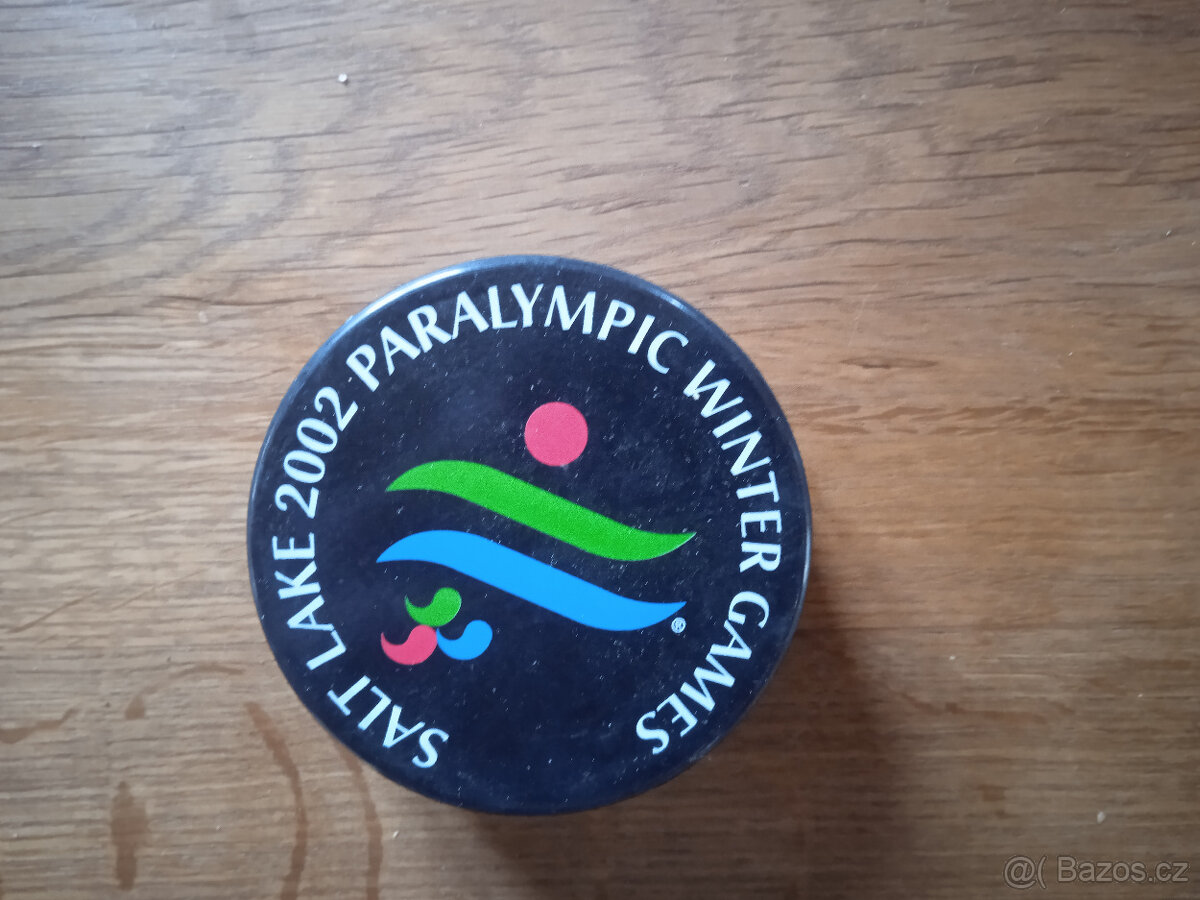 SALT LAKE 2002 PARALYMPIC WINTER GAMES
®
@( Bazos.cz